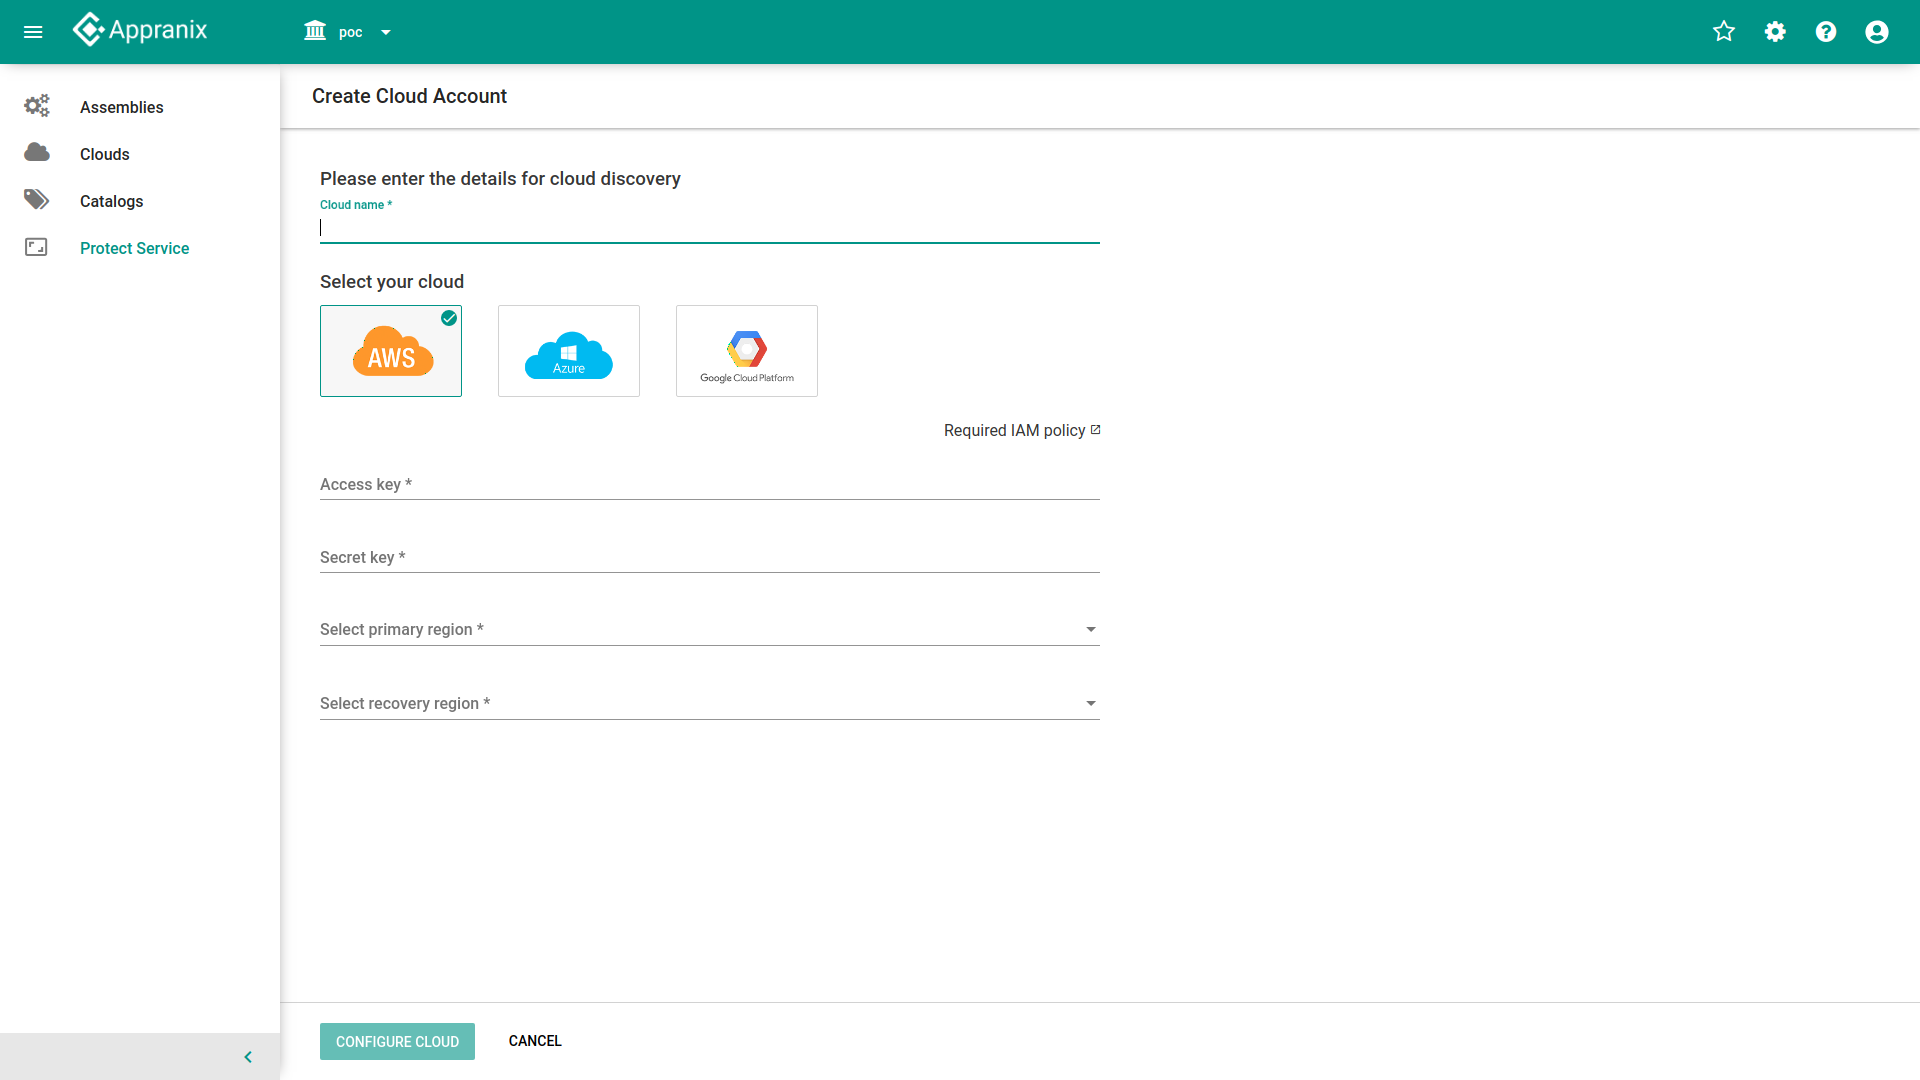 Appranix
poc
Assemblies
Clouds
Catalogs
Protect Service
Create Cloud Account
Please enter the details for cloud discovery
Cloud name *
Select your cloud
AWS
Azure
Google Cloud Platform
Required IAM policy
Access key *
Secret key *
Select primary region *
Select recovery region *
CONFIGURE CLOUD
CANCEL